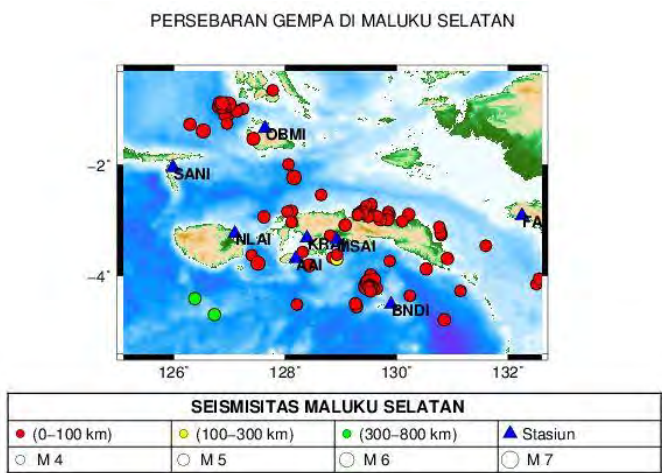 PERSEBARAN GEMPA DI MALUKU SELATAN
OBMI
−2˚
SANI
FA
NLAI
MSAI
AAI
−4˚
BNDI
126˚ 128˚ 130˚ 132˚
SEISMISITAS MALUKU SELATAN
(0−100 km) (100−300 km) (300−800 km) Stasiun
M 4 M 5 M 6 M 7